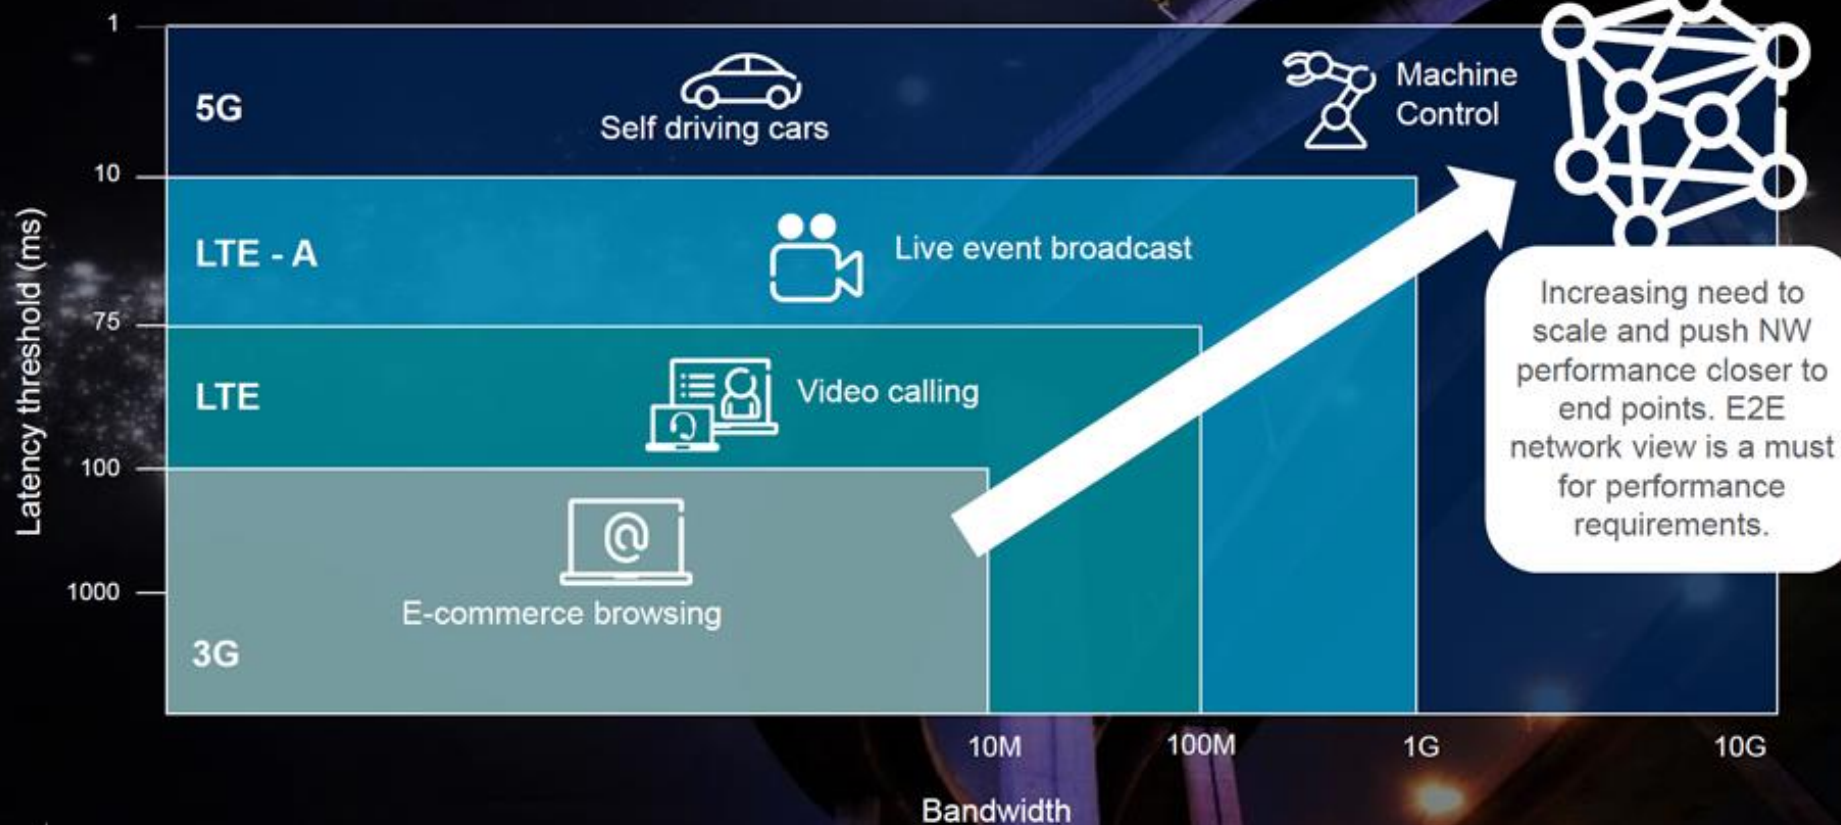 1
5G
Self driving cars
Machine
Control
10
LTE - A
Live event broadcast
75
LTE
Video calling
100
E-commerce browsing
1000
3G
Latency threshold (ms)
10M
100M
1G
10G
Bandwidth
Increasing need to
scale and push NW
performance closer to
end points. E2E
network view is a must
for performance
requirements.
@